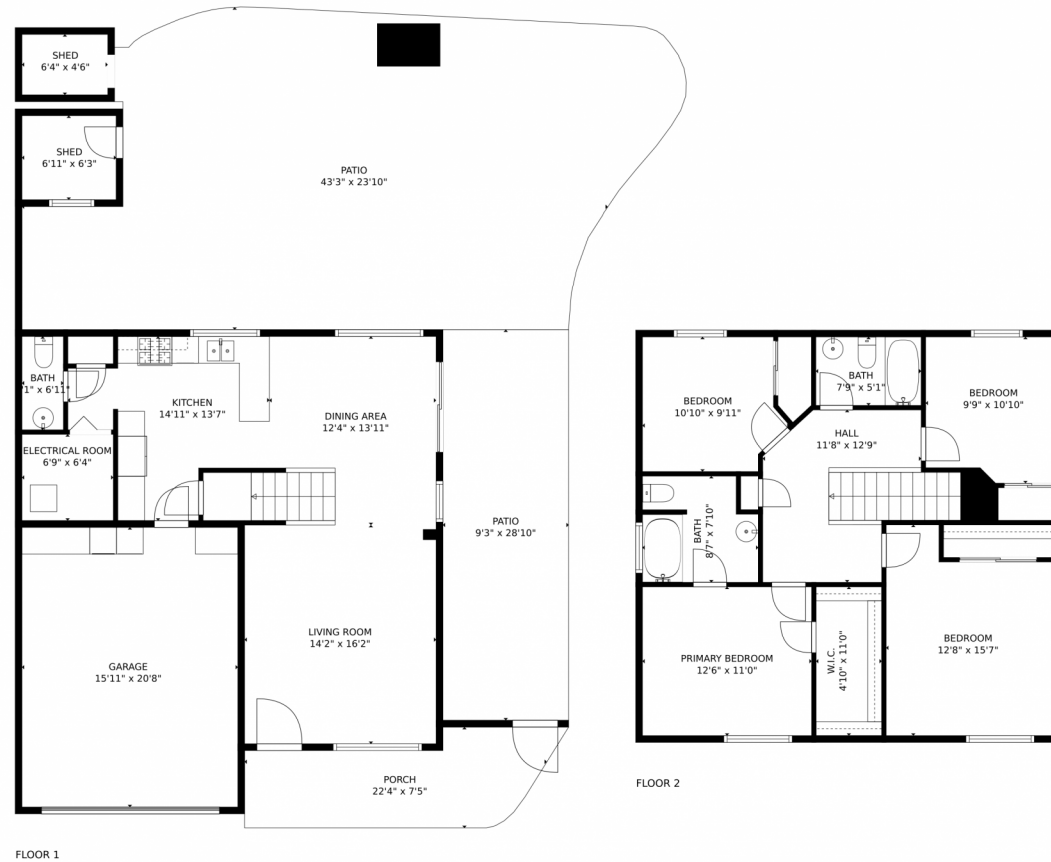 SHED
6'4" x 4'6"
SHED
6'11" x 6'3"
PATIO
43'3" x 23'10"
BATH
1" x 6'11"
KITCHEN
14'11" x 13'7"
DINING AREA
12'4" x 13'11"
ELECTRICAL ROOM
6'9" x 6'4"
PATIO
9'3" x 28'10"
LIVING ROOM
14'2" x 16'2"
GARAGE
15'11" x 20'8"
PORCH
22'4" x 7'5"
FLOOR 1
BEDROOM
10'10" x 9'11"
BATH
7'9" x 5'1"
BEDROOM
9'9" x 10'10"
HALL
11'8" x 12'9"
BATH
8'7" x 7'10"
PRIMARY BEDROOM
12'6" x 11'0"
W.I.C.
4'10" x 11'0"
BEDROOM
12'8" x 15'7"
FLOOR 2